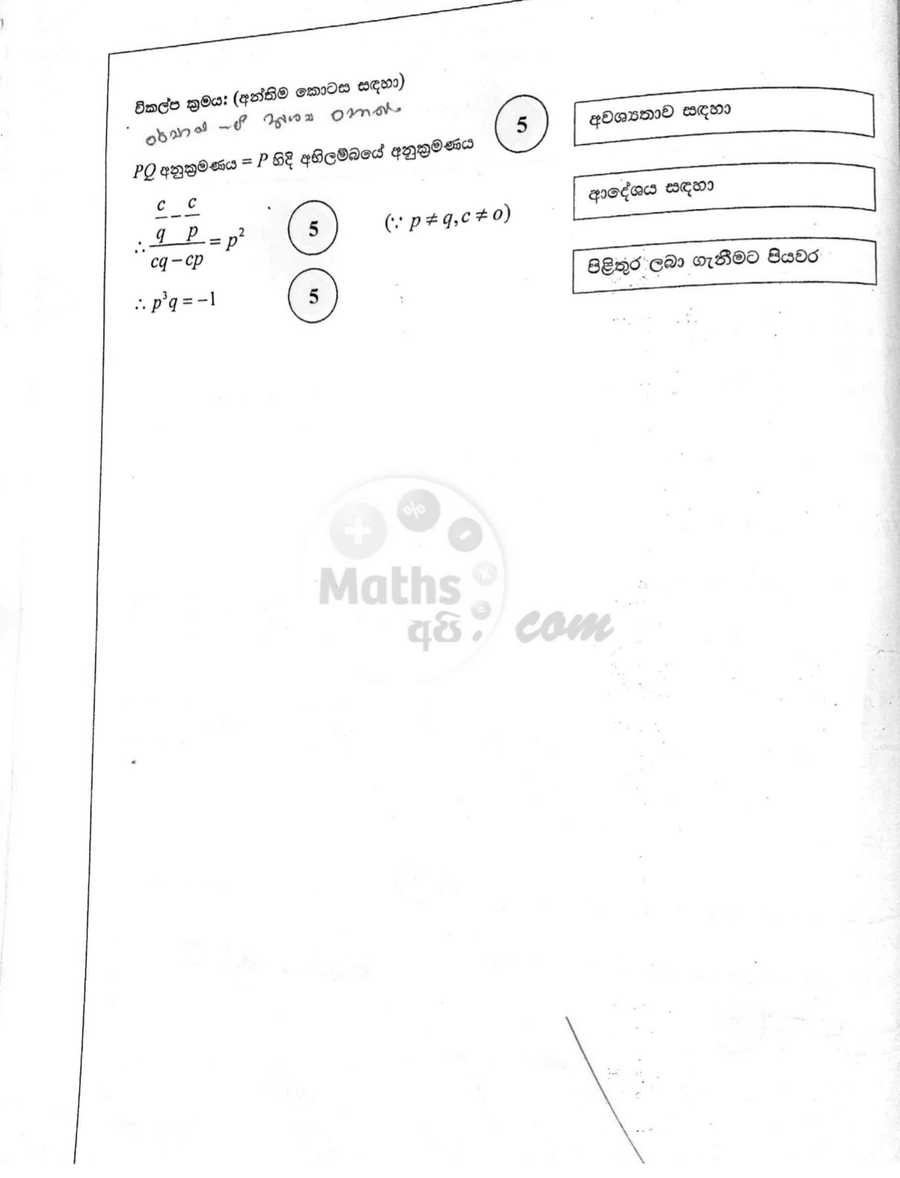 විකල්ප ක්‍රමය: (අන්තිම කොටස සඳහා)
PQ අනුක්‍රමණය = P හිදි අභිලම්බයේ අනුක්‍රමණය 5 අවශ්‍යතාව සඳහා
∴ (c/q − c/p)/(cq − cp) = p² 5 (∵ p ≠ q, c ≠ o) ආදේශය සඳහා
∴ p³q = −1 5 පිළිතුර ලබා ගැනීමට පියවර
Maths
අපි. com